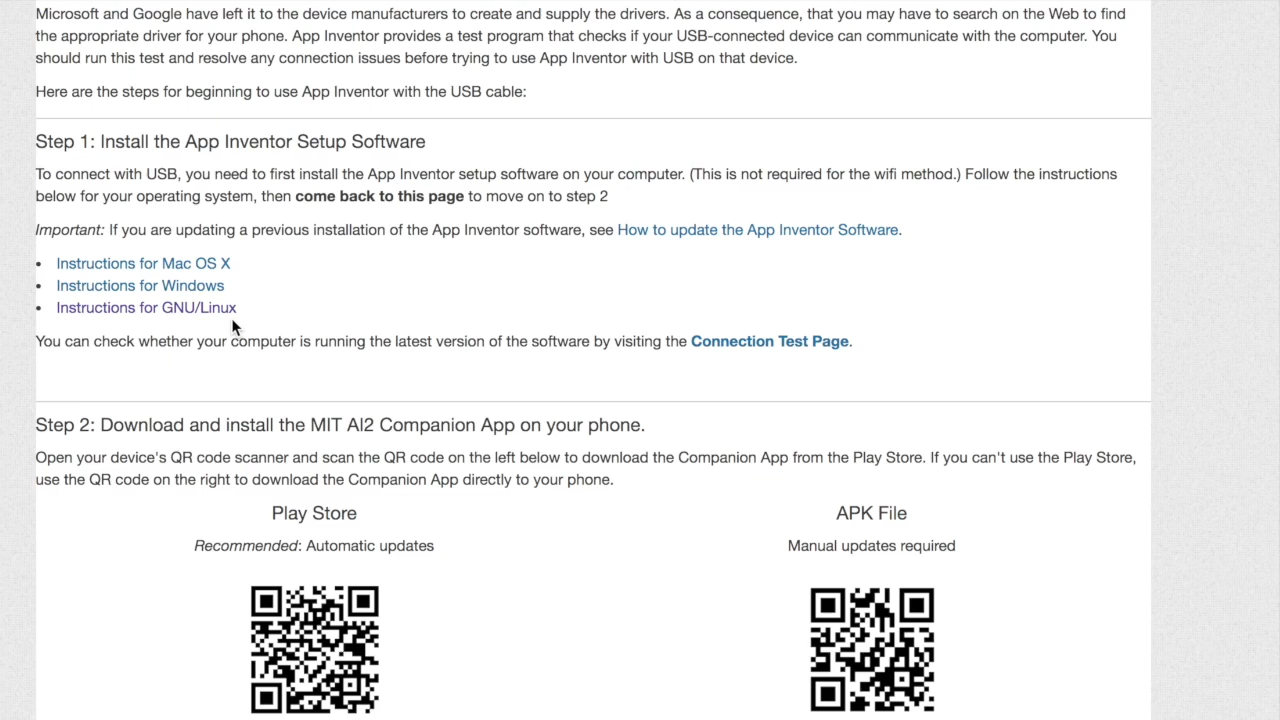 Microsoft and Google have left it to the device manufacturers to create and supply the drivers. As a consequence, that you may have to search on the Web to find
the appropriate driver for your phone. App Inventor provides a test program that checks if your USB-connected device can communicate with the computer. You
should run this test and resolve any connection issues before trying to use App Inventor with USB on that device.
Here are the steps for beginning to use App Inventor with the USB cable:
Step 1: Install the App Inventor Setup Software
To connect with USB, you need to first install the App Inventor setup software on your computer. (This is not required for the wifi method.) Follow the instructions
below for your operating system, then come back to this page to move on to step 2
Important: If you are updating a previous installation of the App Inventor software, see How to update the App Inventor Software.
• Instructions for Mac OS X
• Instructions for Windows
• Instructions for GNU/Linux
You can check whether your computer is running the latest version of the software by visiting the Connection Test Page.
Step 2: Download and install the MIT AI2 Companion App on your phone.
Open your device's QR code scanner and scan the QR code on the left below to download the Companion App from the Play Store. If you can't use the Play Store,
use the QR code on the right to download the Companion App directly to your phone.
Play Store
Recommended: Automatic updates
APK File
Manual updates required